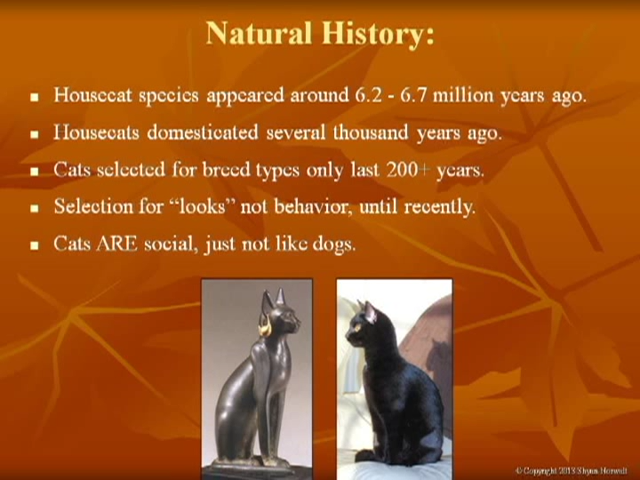 Natural History:
Housecat species appeared around 6.2 - 6.7 million years ago.
Housecats domesticated several thousand years ago.
Cats selected for breed types only last 200+ years.
Selection for “looks” not behavior, until recently.
Cats ARE social, just not like dogs.
© Copyright 2013